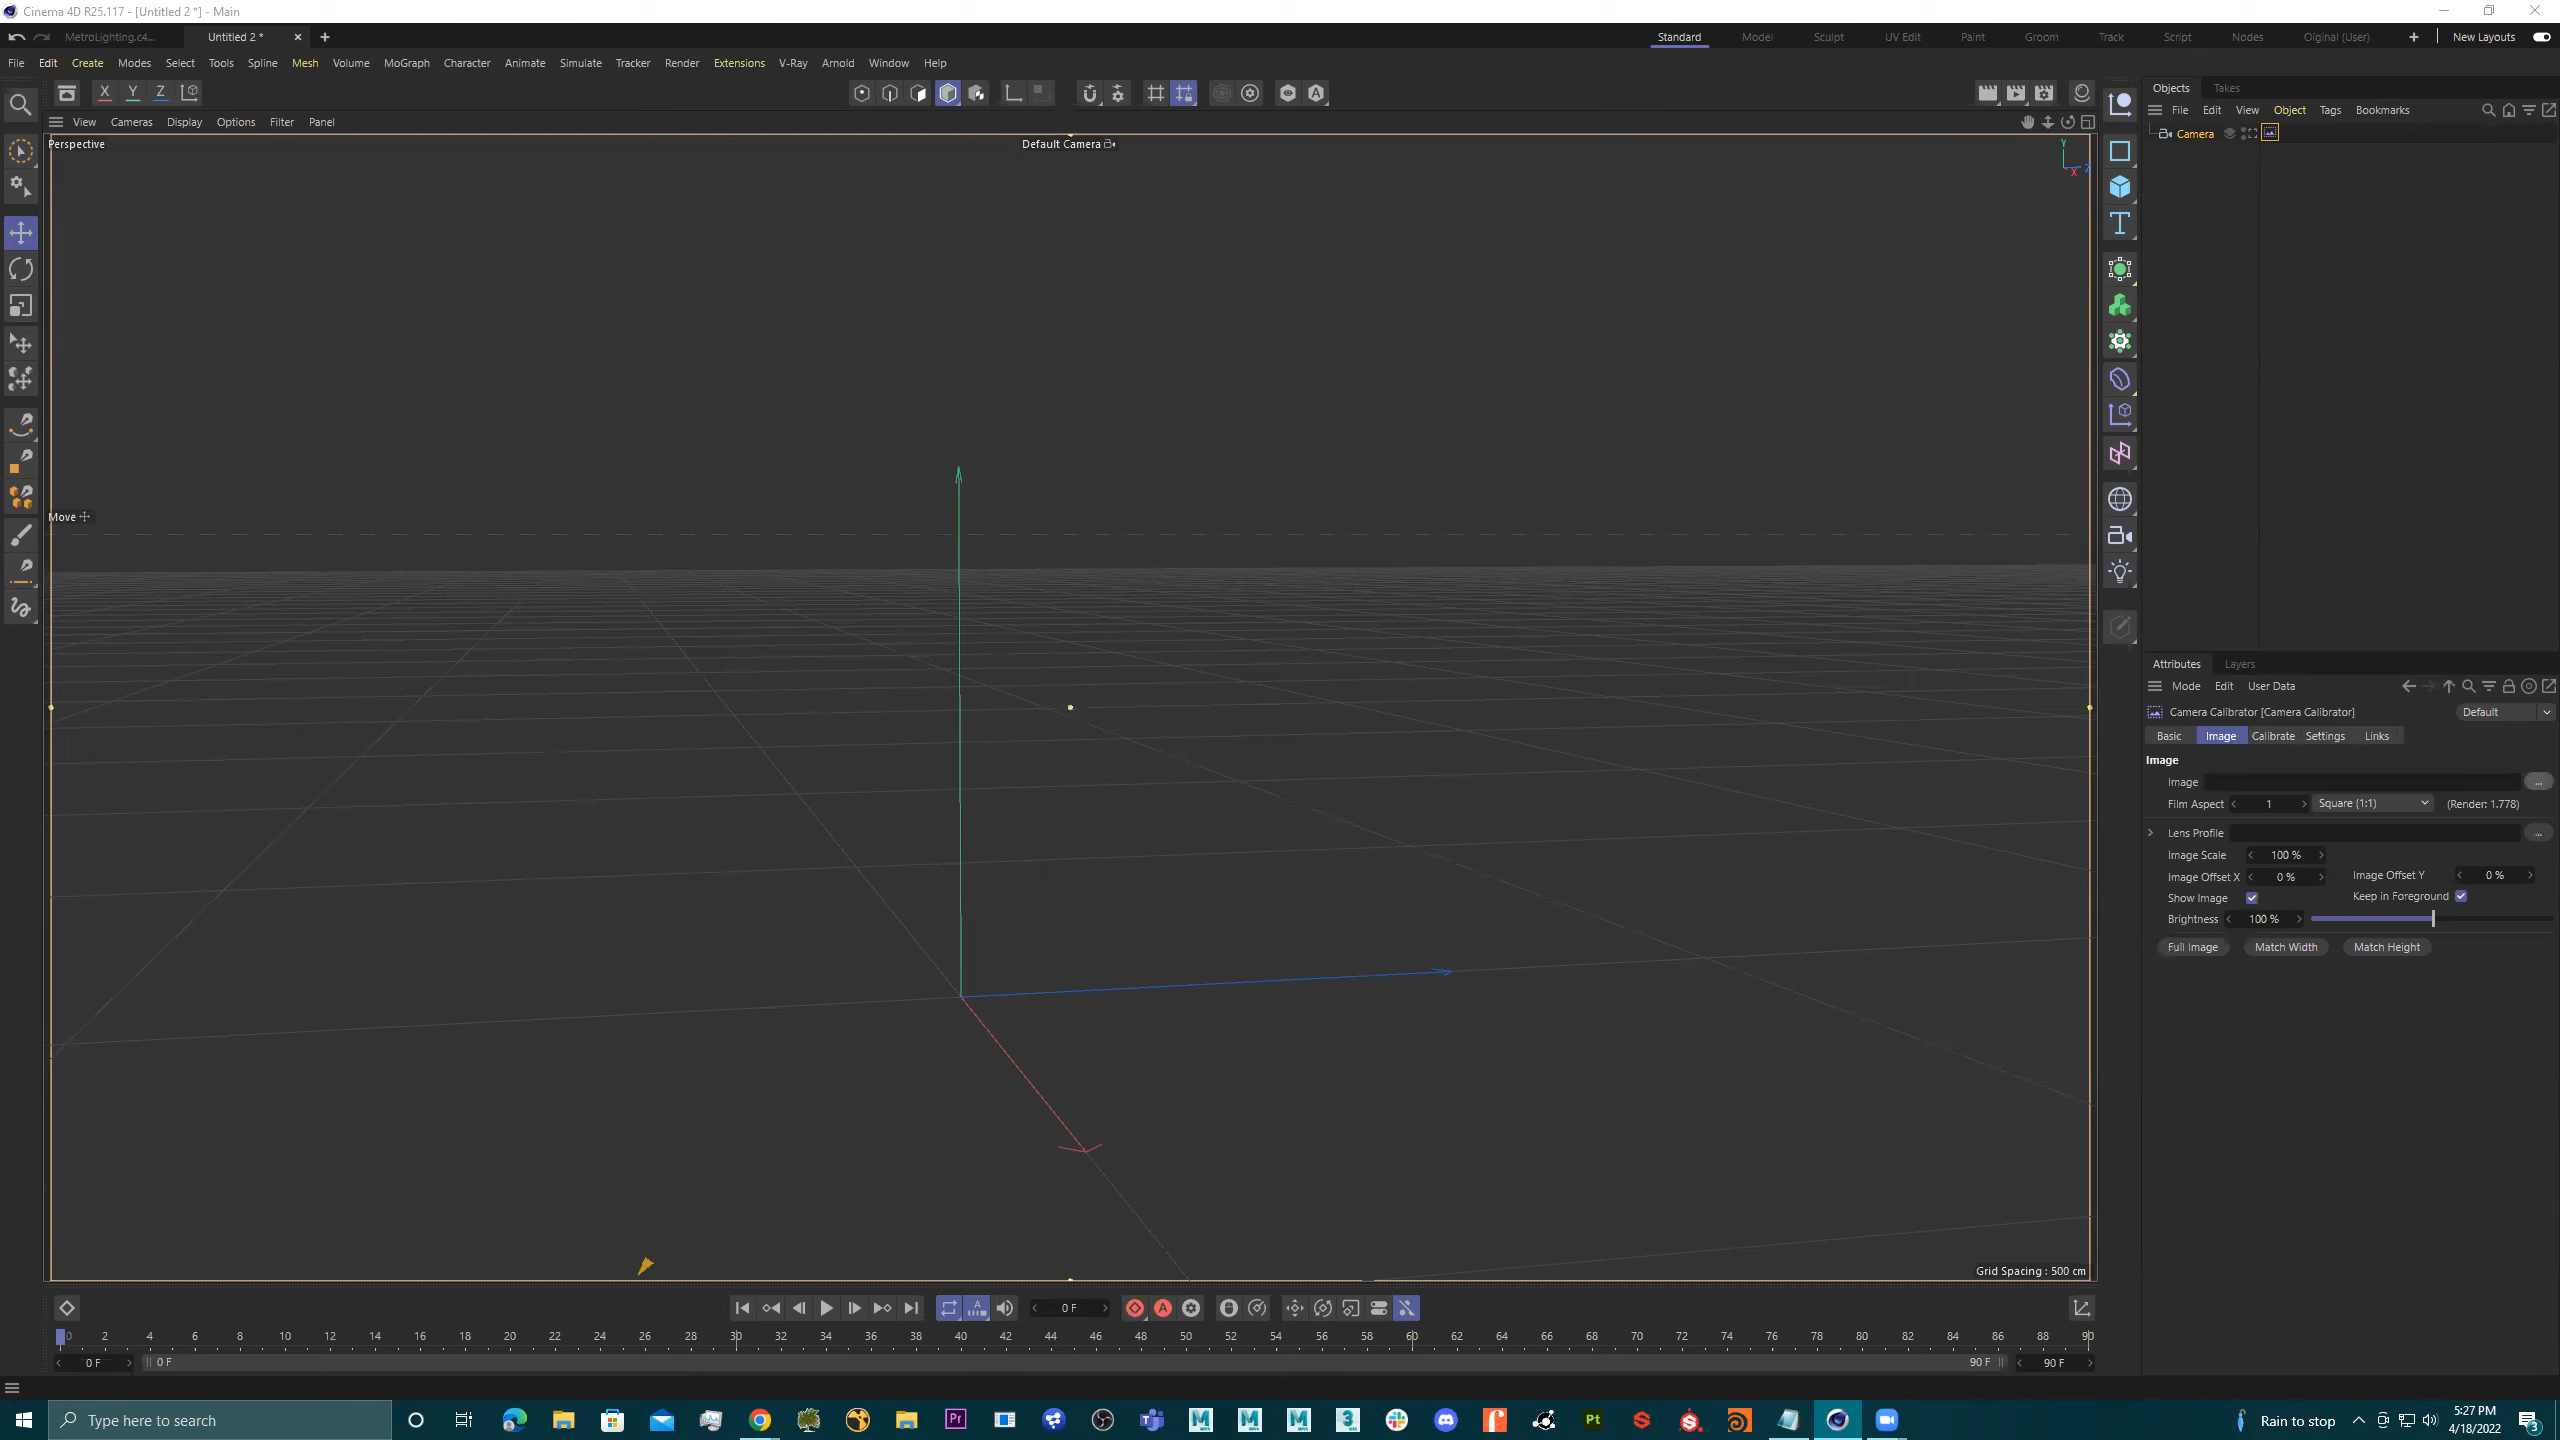 Cinema 4D R25.117 - [Untitled 2 *] - Main
MetroLighting.c4... Untitled 2 * Standard Model Sculpt UV Edit Paint Groom Track Script Nodes Oiginal (User) New Layouts
File Edit Create Modes Select Tools Spline Mesh Volume MoGraph Character Animate Simulate Tracker Render Extensions V-Ray Arnold Window Help
X Y Z
Objects Takes
File Edit View Object Tags Bookmarks
View Cameras Display Options Filter Panel
Camera
Perspective
Default Camera
Y
X Z
Move
Attributes Layers
Mode Edit User Data
Camera Calibrator [Camera Calibrator] Default
Basic Image Calibrate Settings Links
Image
Image ...
Film Aspect 1 Square (1:1) (Render: 1.778)
Lens Profile ...
Image Scale 100 %
Image Offset X 0 % Image Offset Y 0 %
Show Image Keep in Foreground
Brightness 100 %
Full Image Match Width Match Height
Grid Spacing : 500 cm
0 F
0 2 4 6 8 10 12 14 16 18 20 22 24 26 28 30 32 34 36 38 40 42 44 46 48 50 52 54 56 58 60 62 64 66 68 70 72 74 76 78 80 82 84 86 88 90
0 F 0 F 90 F 90 F
Type here to search
Pr
Pt
Rain to stop
5:27 PM
4/18/2022
3